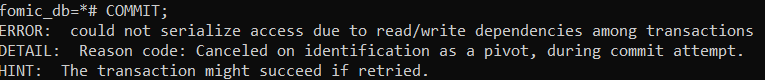 fomic_db=*# COMMIT;
ERROR:  could not serialize access due to read/write dependencies among transactions
DETAIL:  Reason code: Canceled on identification as a pivot, during commit attempt.
HINT:  The transaction might succeed if retried.